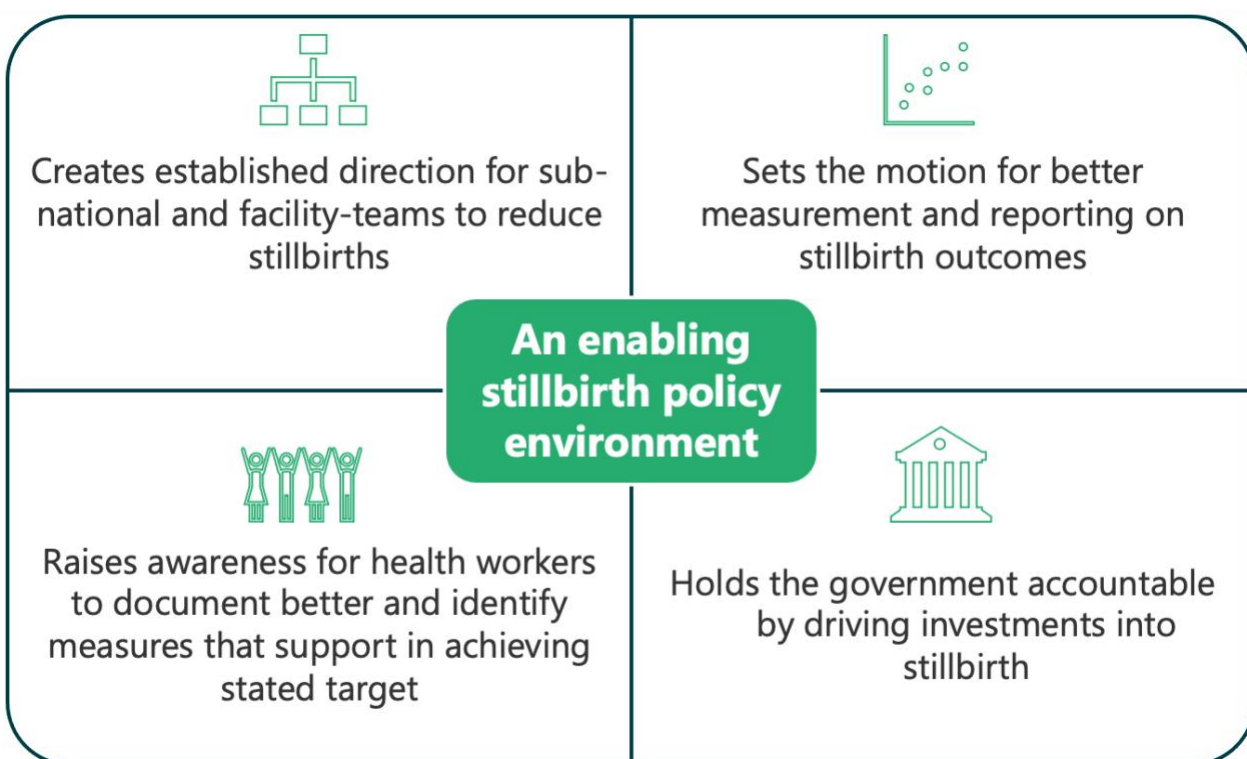 Creates established direction for sub-
national and facility-teams to reduce
stillbirths
Sets the motion for better
measurement and reporting on
stillbirth outcomes
An enabling
stillbirth policy
environment
Raises awareness for health workers
to document better and identify
measures that support in achieving
stated target
Holds the government accountable
by driving investments into
stillbirth